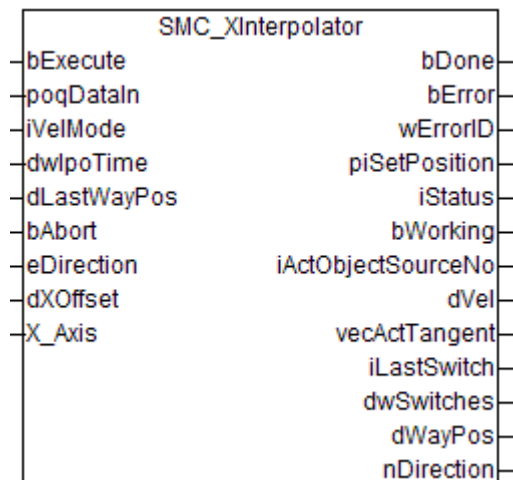 SMC_XInterpolator
bExecute bDone
poqDataIn bError
iVelMode wErrorID
dwIpoTime piSetPosition
dLastWayPos iStatus
bAbort bWorking
eDirection iActObjectSourceNo
dXOffset dVel
X_Axis vecActTangent
iLastSwitch
dwSwitches
dWayPos
nDirection